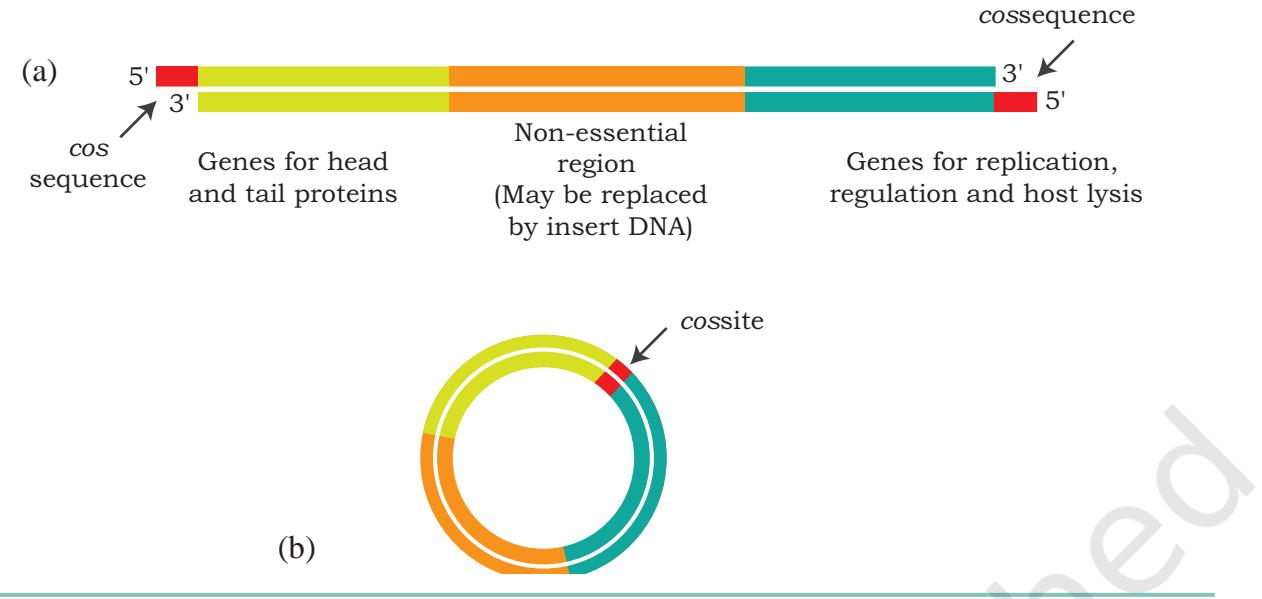 cossequence
(a)
5'
3'
3'
5'
cos
sequence
Genes for head
and tail proteins
Non-essential
region
(May be replaced
by insert DNA)
Genes for replication,
regulation and host lysis
cossite
(b)